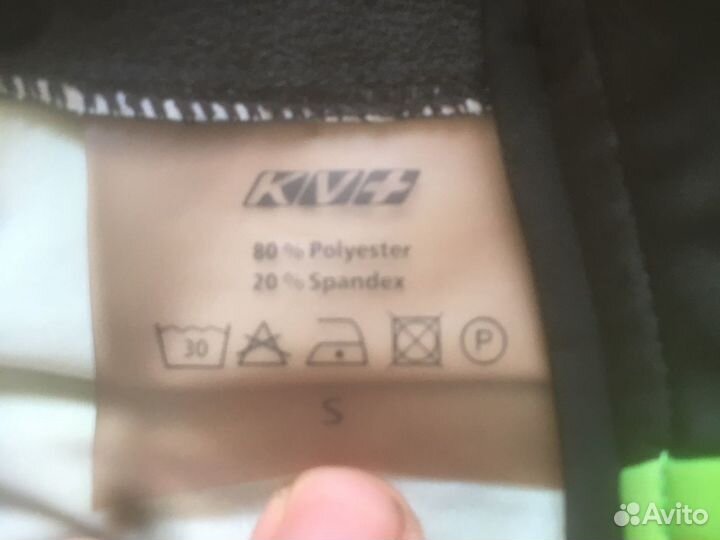 KV+
80 % Polyester
20 % Spandex
30 P
S
Avito